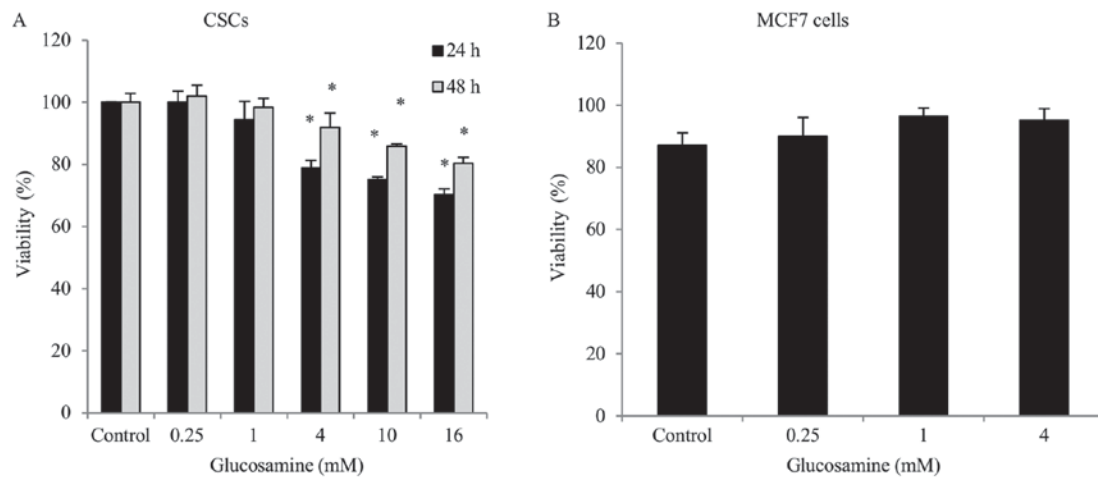 A
CSCs
120
100
80
60
40
20
0
Viability (%)
24 h
48 h
*
*
*
*
*
*
Control
0.25
1
4
10
16
Glucosamine (mM)
B
MCF7 cells
120
100
80
60
40
20
0
Viability (%)
Control
0.25
1
4
Glucosamine (mM)